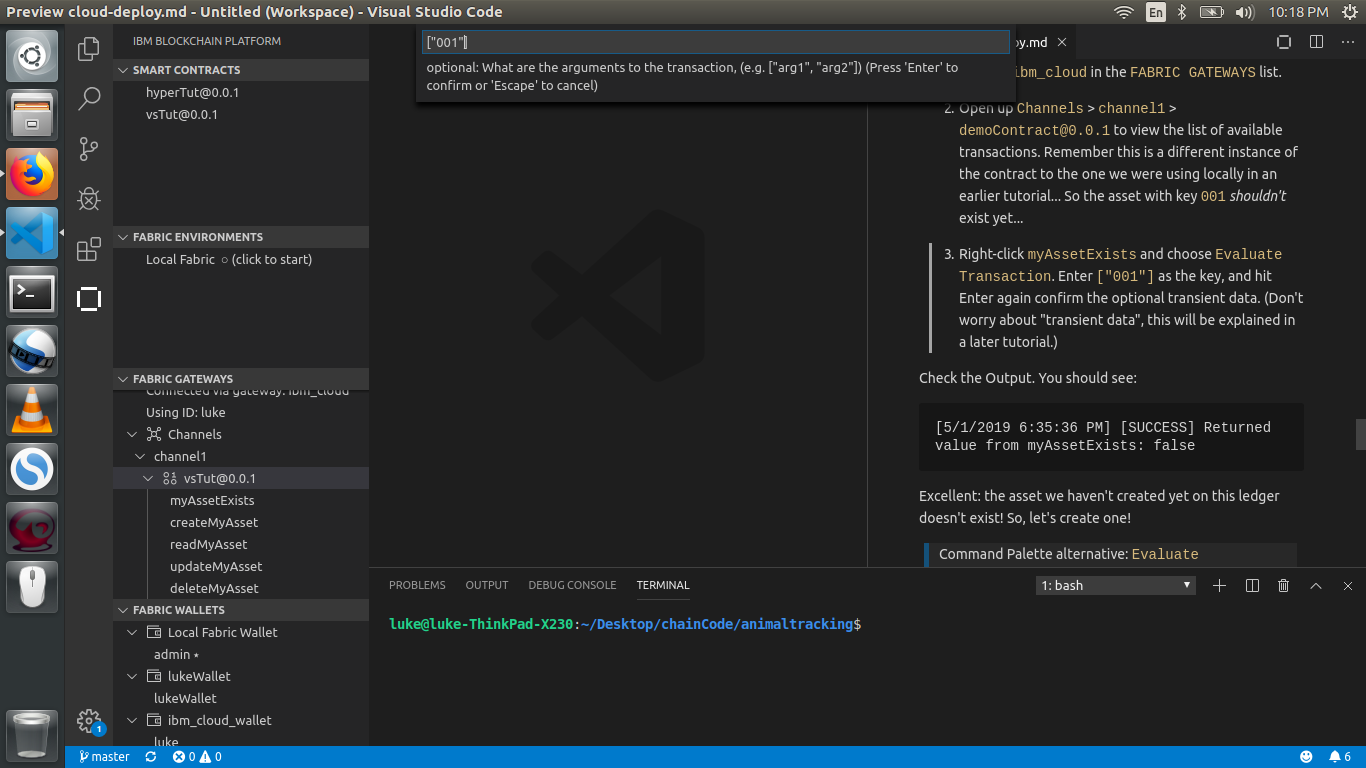 Preview cloud-deploy.md - Untitled (Workspace) - Visual Studio Code
En
10:18 PM
IBM BLOCKCHAIN PLATFORM
SMART CONTRACTS
hyperTut@0.0.1
vsTut@0.0.1
FABRIC ENVIRONMENTS
Local Fabric ○ (click to start)
FABRIC GATEWAYS
Connected via gateway: ibm_cloud
Using ID: luke
Channels
channel1
vsTut@0.0.1
myAssetExists
createMyAsset
readMyAsset
updateMyAsset
deleteMyAsset
FABRIC WALLETS
Local Fabric Wallet
admin ⋆
lukeWallet
lukeWallet
ibm_cloud_wallet
luke
1
["001"]
optional: What are the arguments to the transaction, (e.g. ["arg1", "arg2"]) (Press 'Enter' to
confirm or 'Escape' to cancel)
oy.md
ibm_cloud in the FABRIC GATEWAYS list.
2. Open up Channels > channel1 >
demoContract@0.0.1 to view the list of available
transactions. Remember this is a different instance of
the contract to the one we were using locally in an
earlier tutorial... So the asset with key 001 shouldn't
exist yet...
3. Right-click myAssetExists and choose Evaluate
Transaction. Enter ["001"] as the key, and hit
Enter again confirm the optional transient data. (Don't
worry about "transient data", this will be explained in
a later tutorial.)
Check the Output. You should see:
[5/1/2019 6:35:36 PM] [SUCCESS] Returned
value from myAssetExists: false
Excellent: the asset we haven't created yet on this ledger
doesn't exist! So, let's create one!
Command Palette alternative: Evaluate
PROBLEMS OUTPUT DEBUG CONSOLE TERMINAL
1: bash
luke@luke-ThinkPad-X230:~/Desktop/chainCode/animaltracking$
master 0 0
6